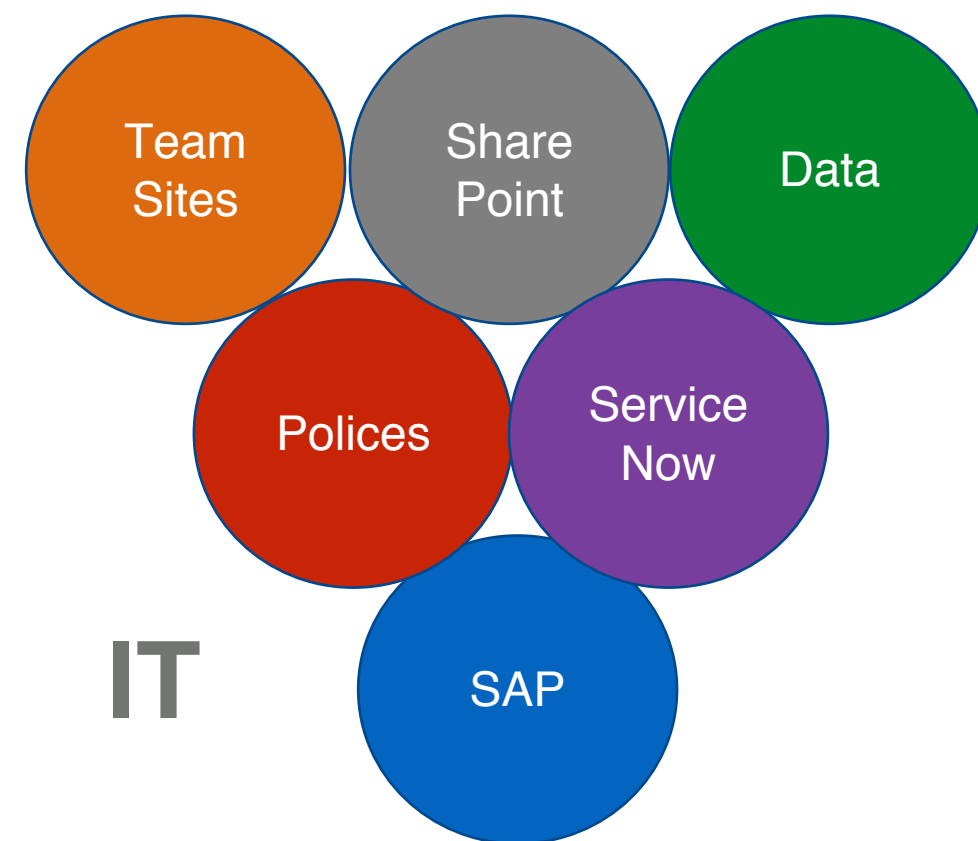 Team
Sites
Share
Point
Data
Polices
Service
Now
IT
SAP